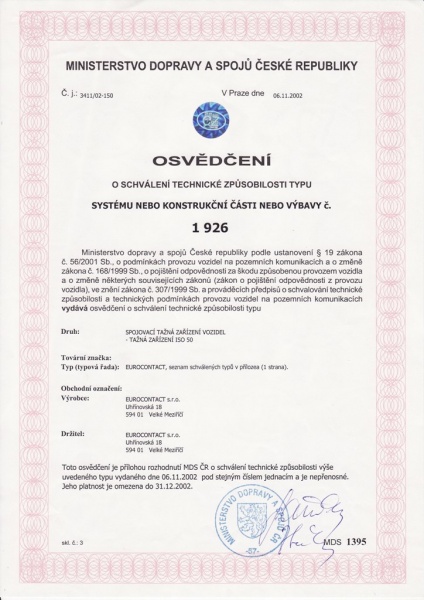 MINISTERSTVO DOPRAVY A SPOJŮ ČESKÉ REPUBLIKY
Č. j.: 3411/02-150 V Praze dne 06.11.2002
OSVĚDČENÍ
O SCHVÁLENÍ TECHNICKÉ ZPŮSOBILOSTI TYPU
SYSTÉMU NEBO KONSTRUKČNÍ ČÁSTI NEBO VÝBAVY č.
1 926
Ministerstvo dopravy a spojů České republiky podle ustanovení § 19 zákona
č. 56/2001 Sb., o podmínkách provozu vozidel na pozemních komunikacích a o změně
zákona č. 168/1999 Sb., o pojištění odpovědnosti za škodu způsobenou provozem vozidla
a o změně některých souvisejících zákonů (zákon o pojištění odpovědnosti z provozu
vozidla), ve znění zákona č. 307/1999 Sb. a prováděcích předpisů o schvalování technické
způsobilosti a technických podmínkách provozu vozidel na pozemních komunikacích
vydává osvědčení o schválení technické způsobilosti typu
Druh: SPOJOVACÍ TAŽNÁ ZAŘÍZENÍ VOZIDEL
- TAŽNÁ ZAŘÍZENÍ ISO 50
Tovární značka:
Typ (typová řada): EUROCONTACT, seznam schválených typů v příloze (1 strana).
Obchodní označení:
Výrobce: EUROCONTACT s.r.o.
Uhřínovská 18
594 01 Velké Meziříčí
Držitel: EUROCONTACT s.r.o.
Uhřínovská 18
594 01 Velké Meziříčí
Toto osvědčení je přílohou rozhodnutí MDS ČR o schválení technické způsobilosti výše
uvedeného typu vydaného dne 06.11.2002 pod stejným číslem jednacím a je nepřenosné.
Jeho platnost je omezena do 31.12.2002.
MINISTERSTVO DOPRAVY A SPOJŮ ČR
-07-
skl. č.: 3 MDS 1395